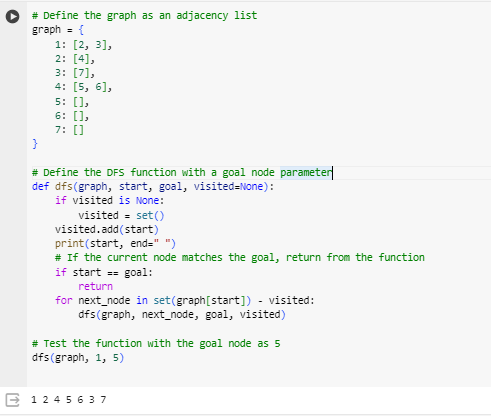 # Define the graph as an adjacency list
graph = {
    1: [2, 3],
    2: [4],
    3: [7],
    4: [5, 6],
    5: [],
    6: [],
    7: []
}

# Define the DFS function with a goal node parameter
def dfs(graph, start, goal, visited=None):
    if visited is None:
        visited = set()
    visited.add(start)
    print(start, end=" ")
    # If the current node matches the goal, return from the function
    if start == goal:
        return
    for next_node in set(graph[start]) - visited:
        dfs(graph, next_node, goal, visited)

# Test the function with the goal node as 5
dfs(graph, 1, 5)

1 2 4 5 6 3 7